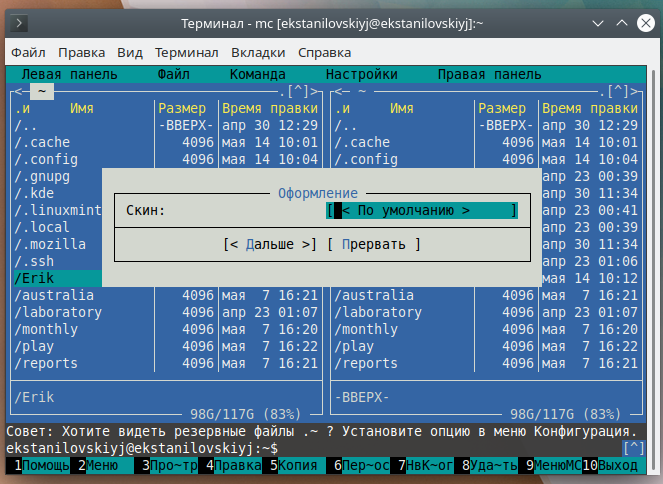 Терминал - mc [ekstanilovskiyj@ekstanilovskiyj]:~
Файл Правка Вид Терминал Вкладки Справка
Левая панель Файл Команда Настройки Правая панель
<— ~ .[^]> <— ~ .[^]>
.и Имя Размер Время правки .и Имя Размер Время правки
/.. -ВВЕРХ- апр 30 12:29 /.. -ВВЕРХ- апр 30 12:29
/.cache 4096 мая 14 10:01 /.cache 4096 мая 14 10:01
/.config 4096 мая 14 10:04 /.config 4096 мая 14 10:04
/.gnupg апр 23 00:39
/.kde Оформление апр 30 11:34
/.linuxmint Скин: [ < По умолчанию > ] апр 23 00:41
/.local апр 23 00:39
/.mozilla [< Дальше >] [ Прервать ] апр 30 11:34
/.ssh апр 23 01:06
/Erik мая 14 10:12
/australia 4096 мая 7 16:21 /australia 4096 мая 7 16:21
/laboratory 4096 апр 23 01:07 /laboratory 4096 апр 23 01:07
/monthly 4096 мая 7 16:20 /monthly 4096 мая 7 16:20
/play 4096 мая 7 16:22 /play 4096 мая 7 16:22
/reports 4096 мая 7 16:21 /reports 4096 мая 7 16:21
/Erik -ВВЕРХ-
98G/117G (83%) 98G/117G (83%)
Совет: Хотите видеть резервные файлы .~ ? Установите опцию в меню Конфигурация.
ekstanilovskiyj@ekstanilovskiyj:~$ [^]
1Помощь 2Меню 3Про~тр 4Правка 5Копия 6Пер~ос 7НвК~ог 8Уда~ть 9МенюМС 10Выход